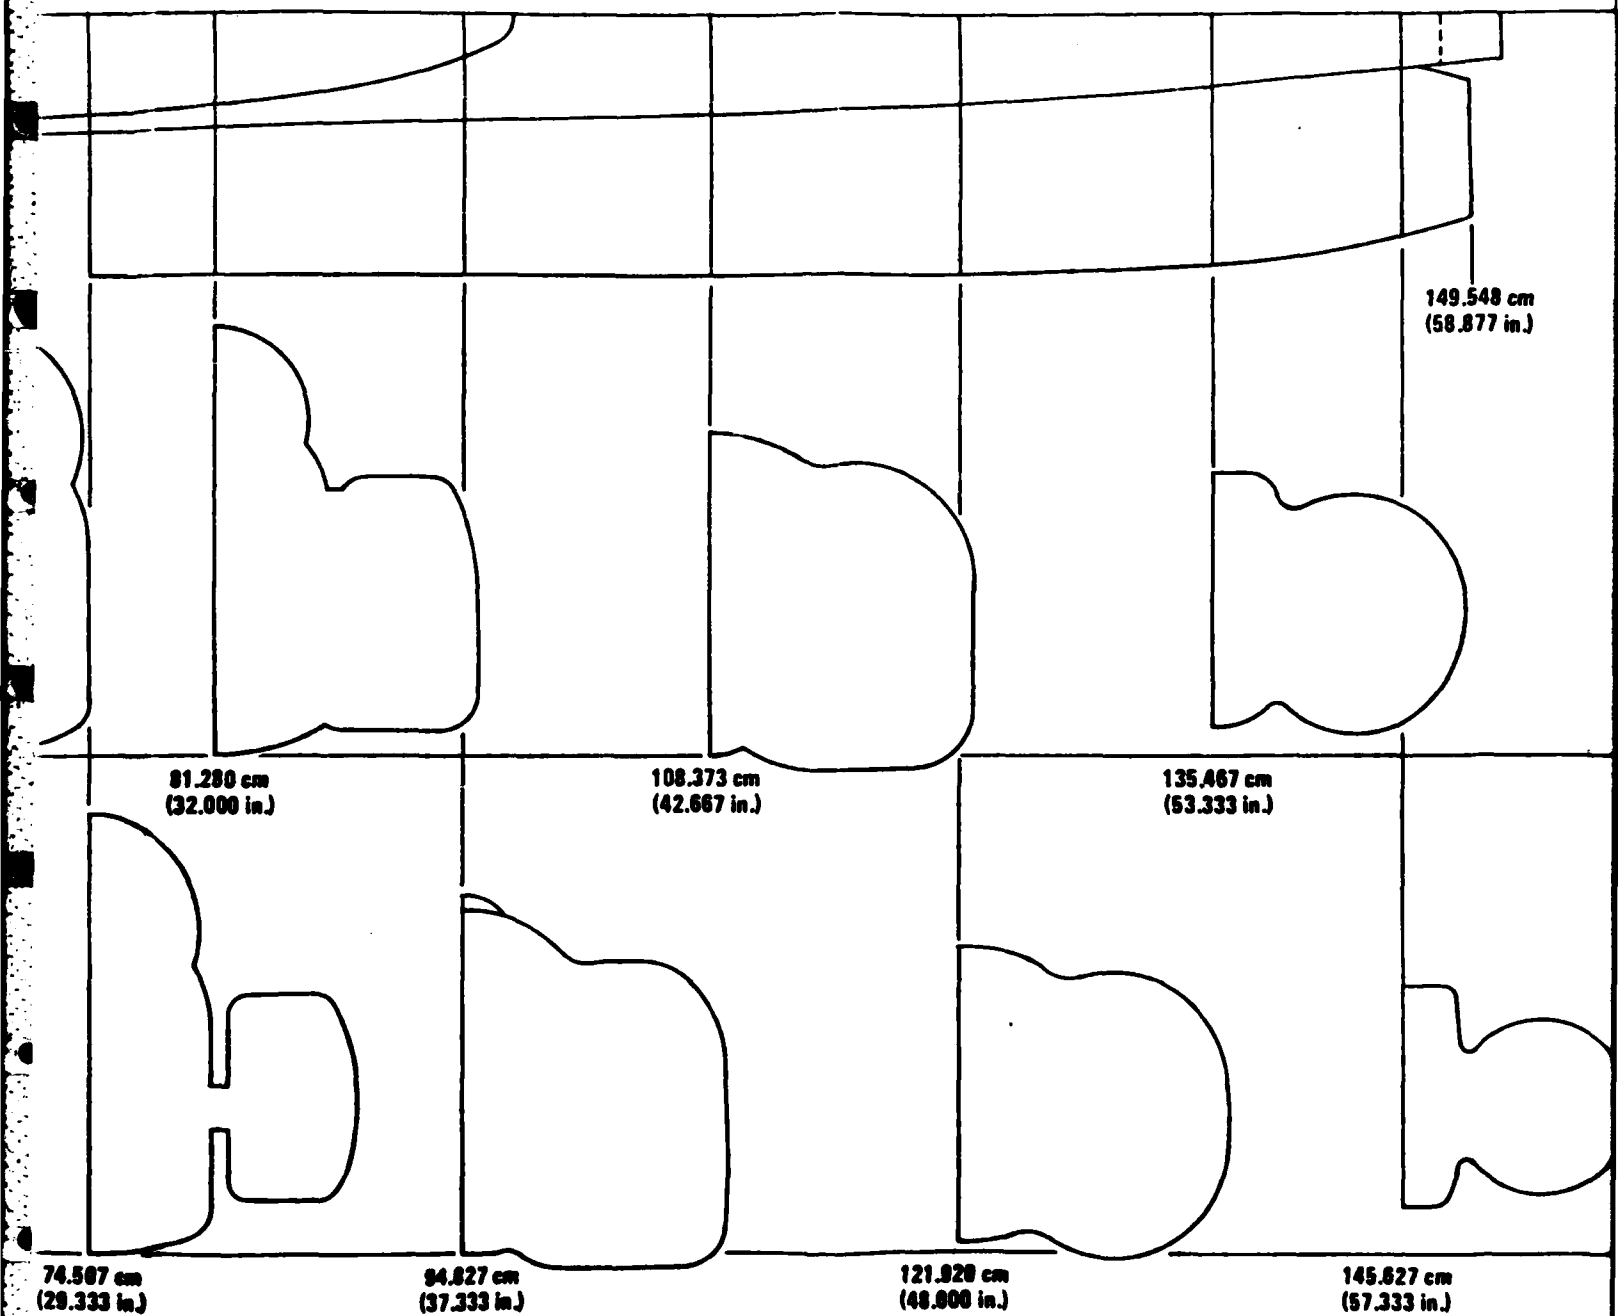 149.548 cm
(58.877 in.)
81.280 cm
(32.000 in.)
108.373 cm
(42.667 in.)
135.467 cm
(53.333 in.)
74.507 cm
(29.333 in.)
94.827 cm
(37.333 in.)
121.920 cm
(48.000 in.)
145.627 cm
(57.333 in.)